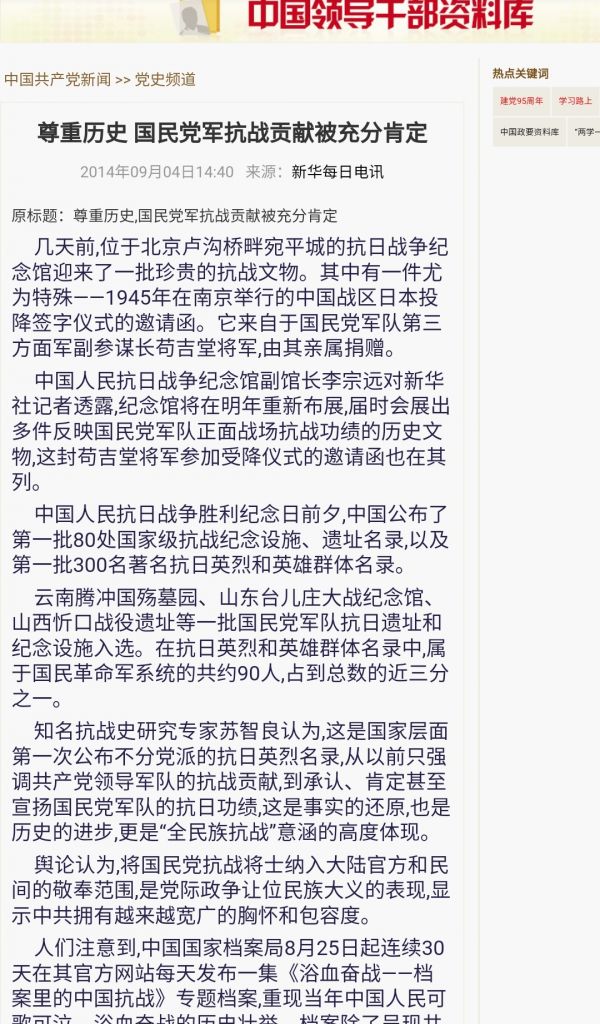 中国领导干部资料库
中国共产党新闻 >> 党史频道
热点关键词
建党95周年 学习路上
中国政要资料库 “两学一
尊重历史 国民党军抗战贡献被充分肯定
2014年09月04日14:40 来源：新华每日电讯
原标题：尊重历史,国民党军抗战贡献被充分肯定
几天前,位于北京卢沟桥畔宛平城的抗日战争纪
念馆迎来了一批珍贵的抗战文物。其中有一件尤
为特殊——1945年在南京举行的中国战区日本投
降签字仪式的邀请函。它来自于国民党军队第三
方面军副参谋长苟吉堂将军,由其亲属捐赠。
中国人民抗日战争纪念馆副馆长李宗远对新华
社记者透露,纪念馆将在明年重新布展,届时会展出
多件反映国民党军队正面战场抗战功绩的历史文
物,这封苟吉堂将军参加受降仪式的邀请函也在其
列。
中国人民抗日战争胜利纪念日前夕,中国公布了
第一批80处国家级抗战纪念设施、遗址名录,以及
第一批300名著名抗日英烈和英雄群体名录。
云南腾冲国殇墓园、山东台儿庄大战纪念馆、
山西忻口战役遗址等一批国民党军队抗日遗址和
纪念设施入选。在抗日英烈和英雄群体名录中,属
于国民革命军系统的共约90人,占到总数的近三分
之一。
知名抗战史研究专家苏智良认为,这是国家层面
第一次公布不分党派的抗日英烈名录,从以前只强
调共产党领导军队的抗战贡献,到承认、肯定甚至
宣扬国民党军队的抗日功绩,这是事实的还原,也是
历史的进步,更是“全民族抗战”意涵的高度体现。
舆论认为,将国民党抗战将士纳入大陆官方和民
间的敬奉范围,是党际政争让位民族大义的表现,显
示中共拥有越来越宽广的胸怀和包容度。
人们注意到,中国国家档案局8月25日起连续30
天在其官方网站每天发布一集《浴血奋战——档
案里的中国抗战》专题档案,重现当年中国人民可
歌可泣、浴血奋战的历史壮举。档案除了呈现共